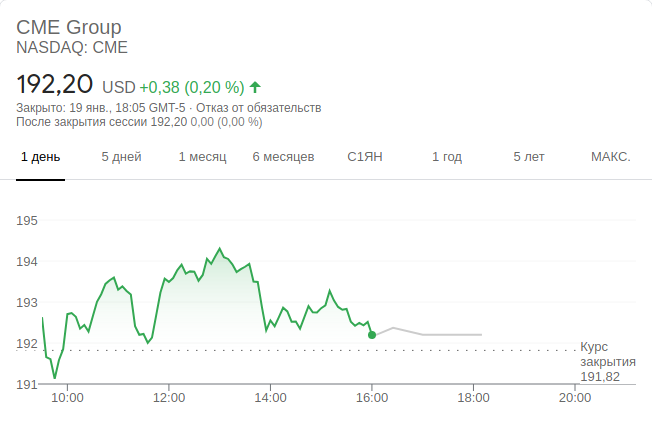 CME Group
NASDAQ: CME
192,20 USD +0,38 (0,20 %)
Закрыто: 19 янв., 18:05 GMT-5 · Отказ от обязательств
После закрытия сессии 192,20 0,00 (0,00 %)
1 день 5 дней 1 месяц 6 месяцев С1ЯН 1 год 5 лет МАКС.
195
194
193
192
191
Курс
закрытия
191,82
10:00 12:00 14:00 16:00 18:00 20:00